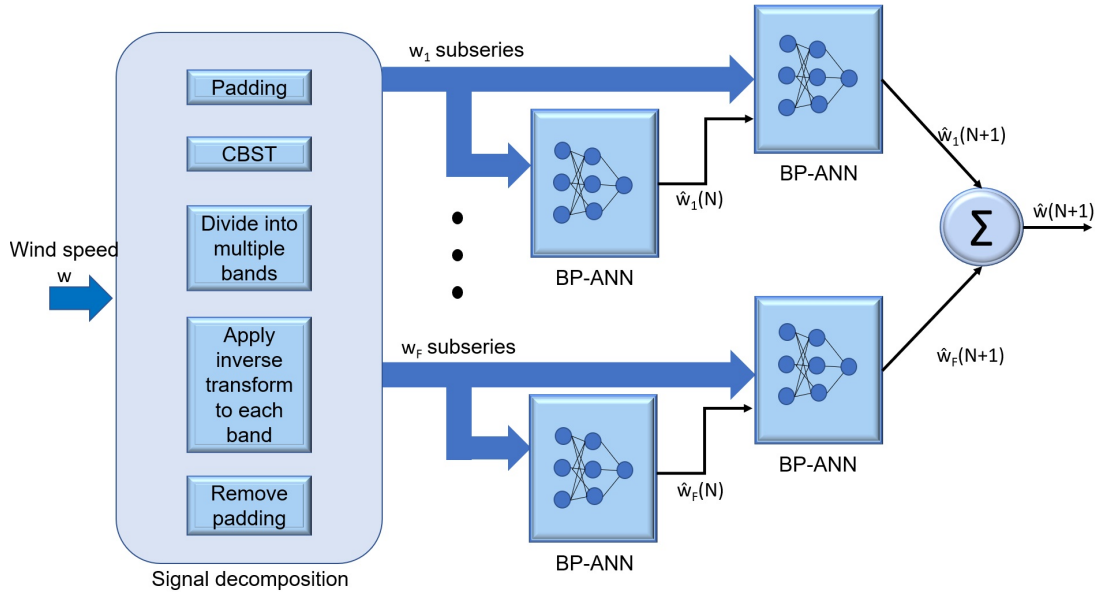 Wind speed
w
Padding
CBST
Divide into
multiple
bands
Apply
inverse
transform
to each
band
Remove
padding
Signal decomposition
w₁ subseries
BP-ANN
ŵ₁(N)
BP-ANN
ŵ₁(N+1)
w_F subseries
BP-ANN
ŵ_F(N)
BP-ANN
ŵ_F(N+1)
Σ
ŵ(N+1)